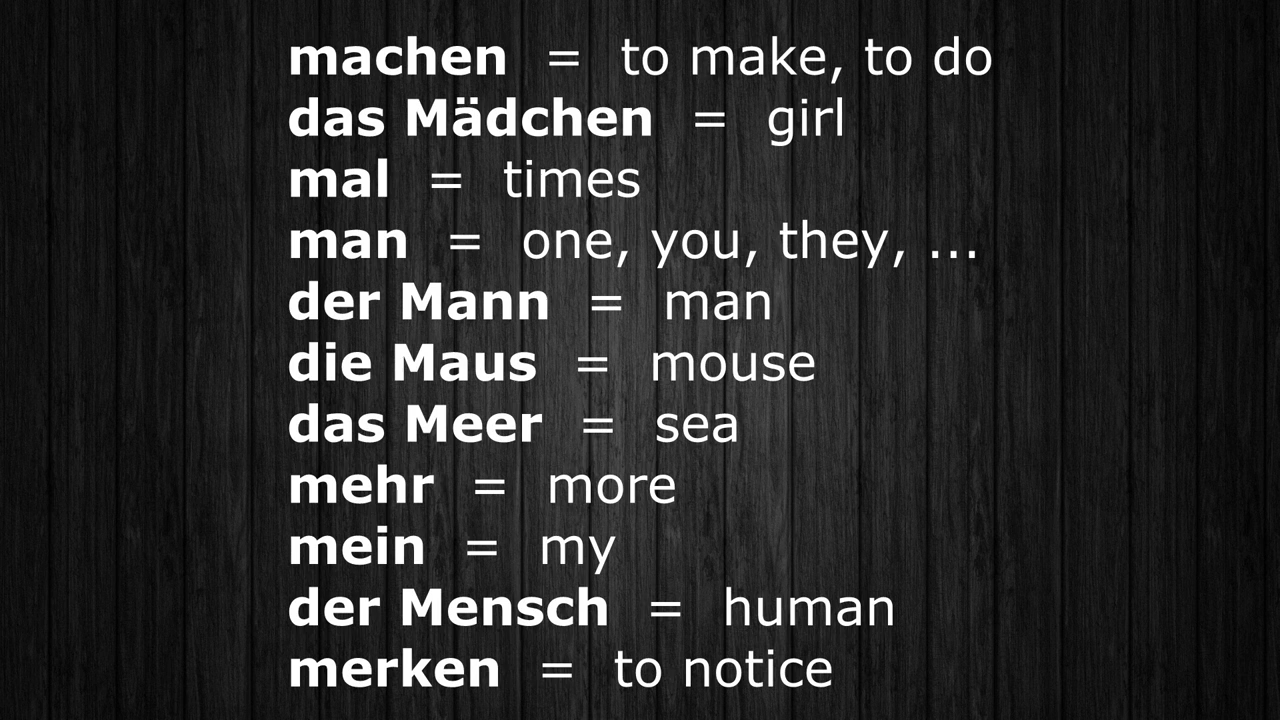 machen = to make, to do
das Mädchen = girl
mal = times
man = one, you, they, ...
der Mann = man
die Maus = mouse
das Meer = sea
mehr = more
mein = my
der Mensch = human
merken = to notice